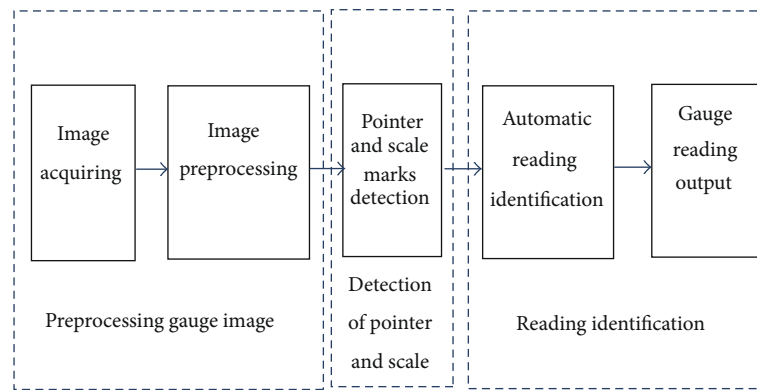 Image
acquiring
Image
preprocessing
Pointer
and scale
marks
detection
Automatic
reading
identification
Gauge
reading
output
Preprocessing gauge image
Detection
of pointer
and scale
Reading identification